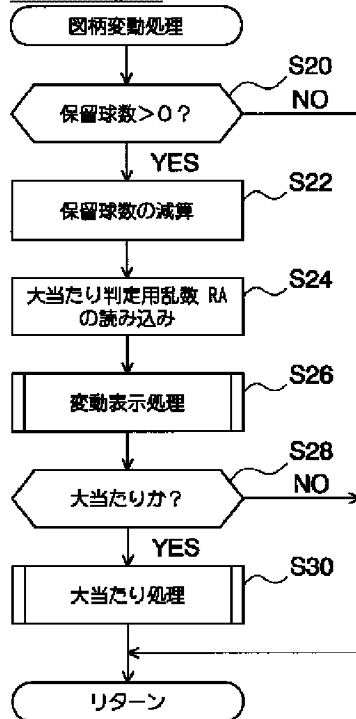 図柄変動処理
S20
保留球数>0?
NO
YES
S22
保留球数の減算
S24
大当たり判定用乱数 RA
の読み込み
S26
変動表示処理
S28
大当たりか?
NO
YES
S30
大当たり処理
リターン